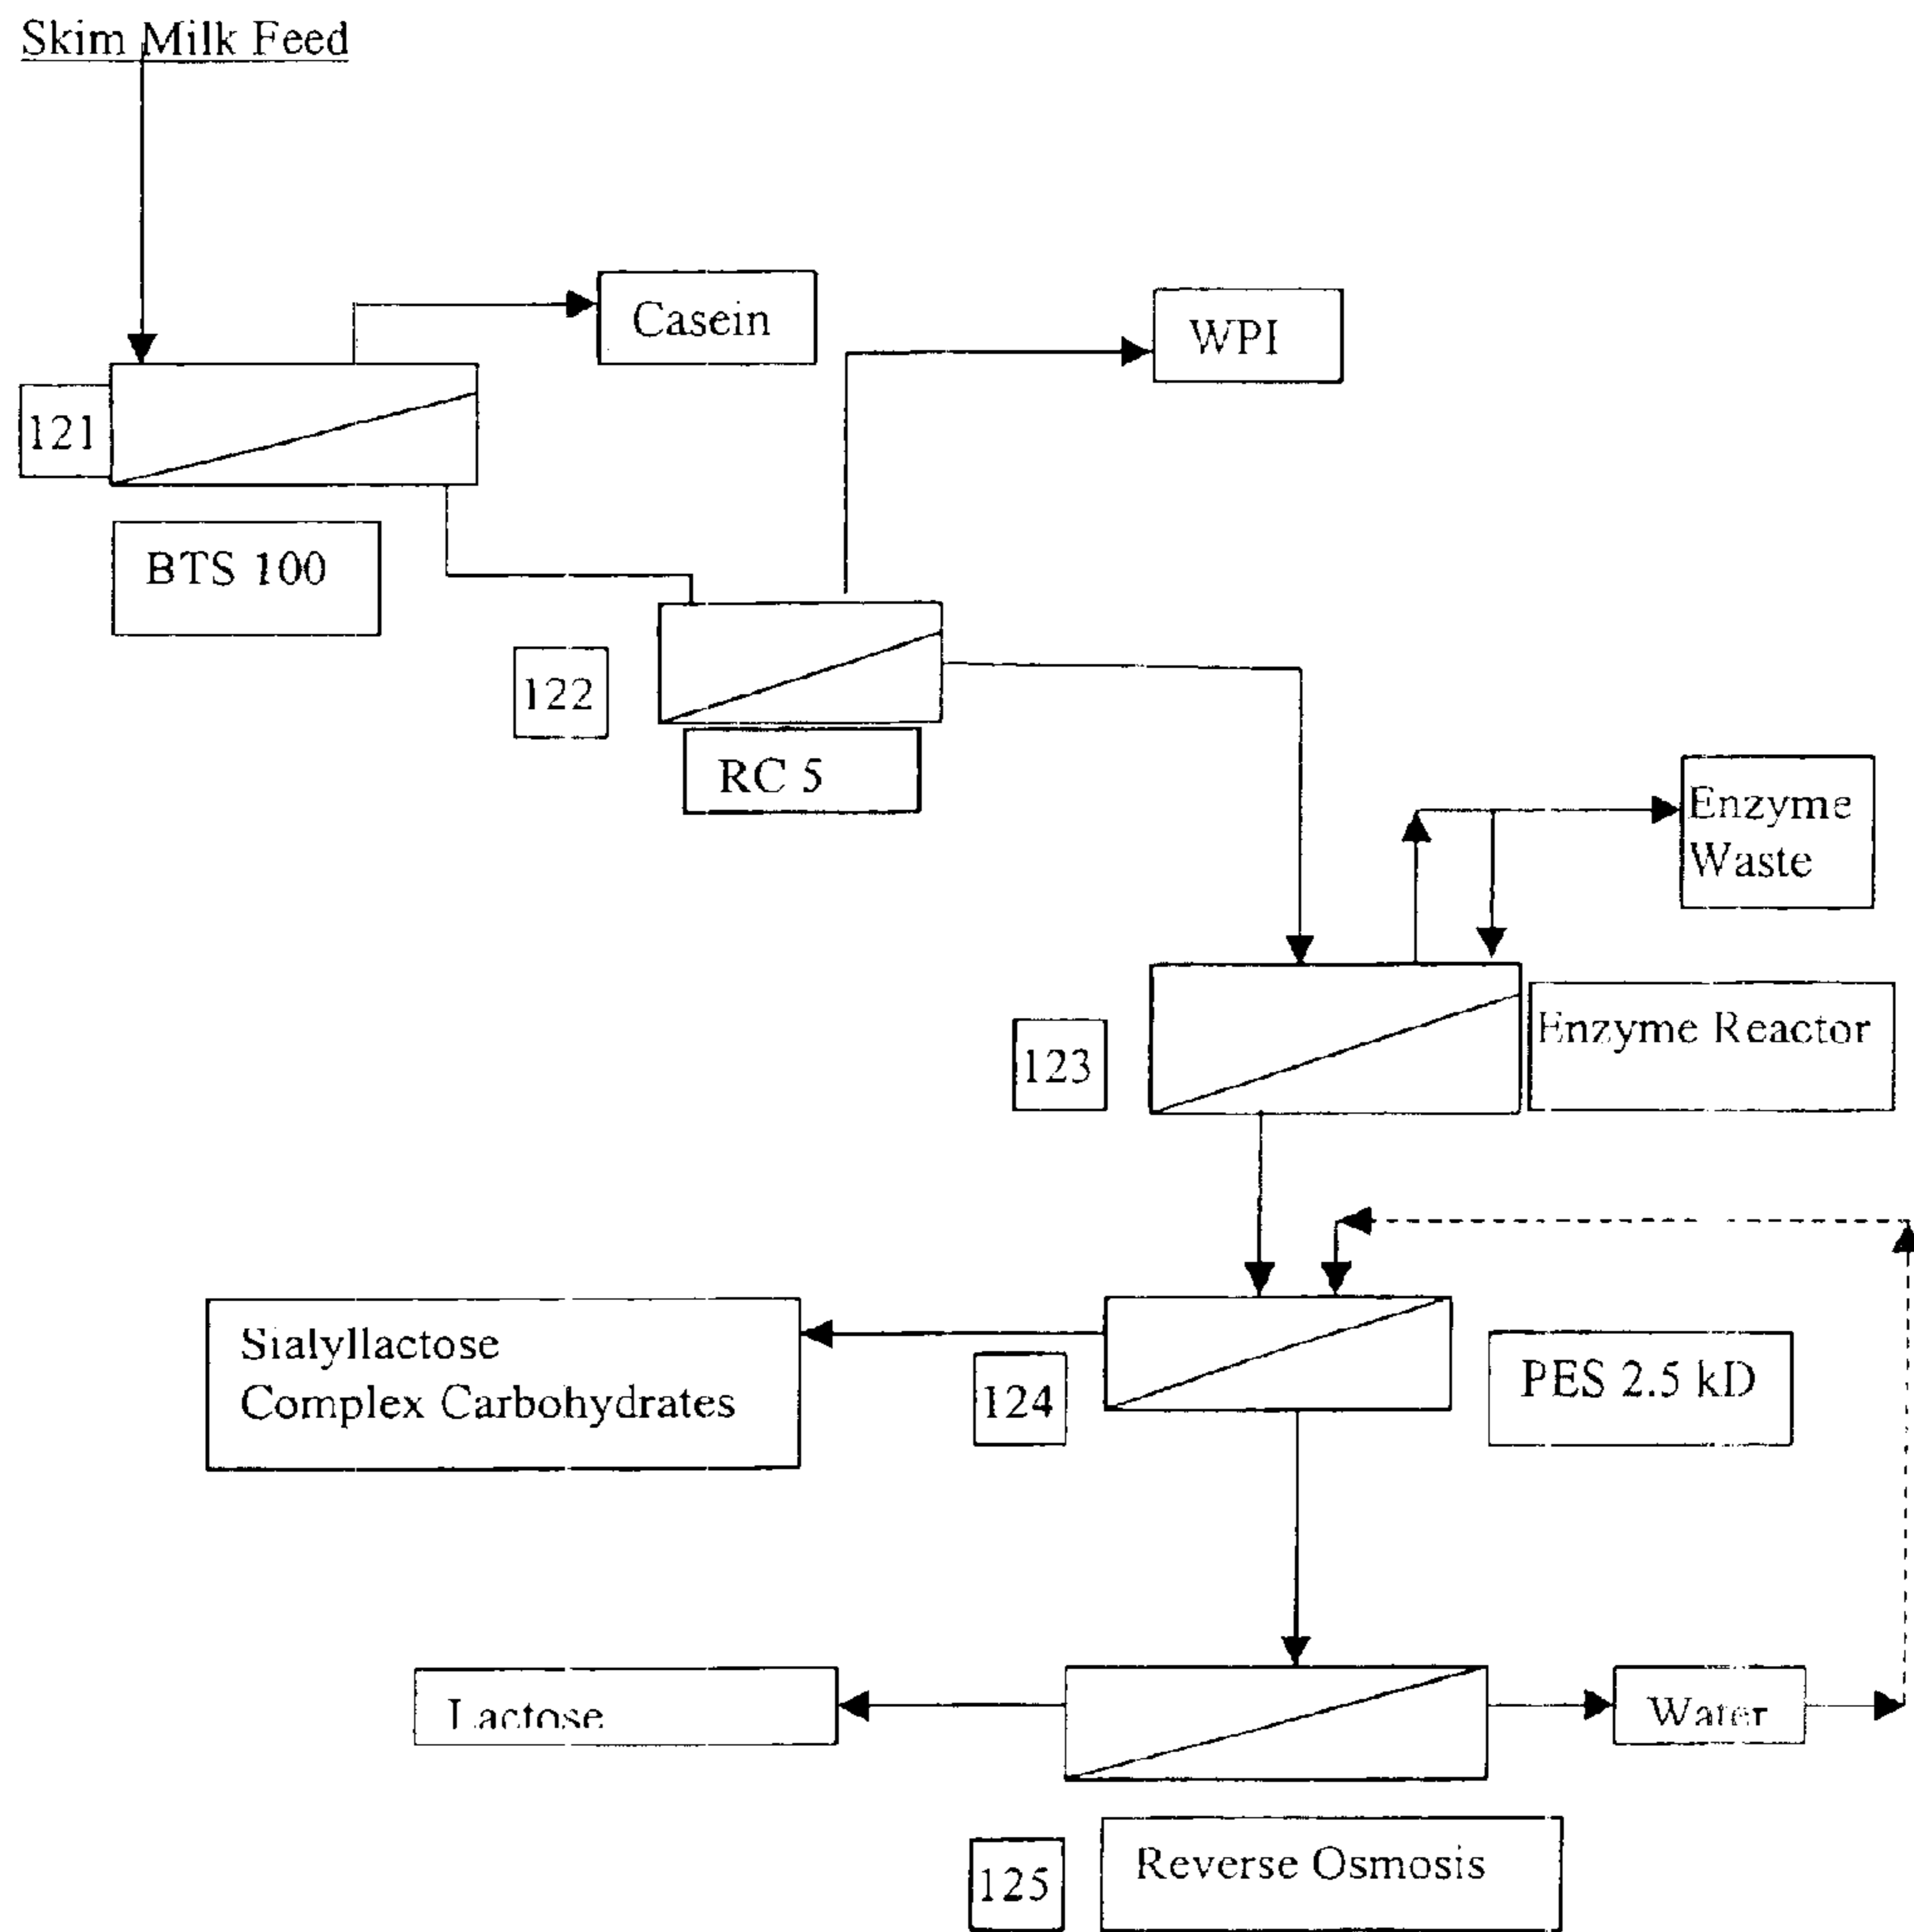 Skim Milk Feed
Casein
WPI
121
BTS 100
122
RC 5
Enzyme
Waste
123
Enzyme Reactor
Sialyllactose
Complex Carbohydrates
124
PES 2.5 kD
Lactose
Water
125
Reverse Osmosis